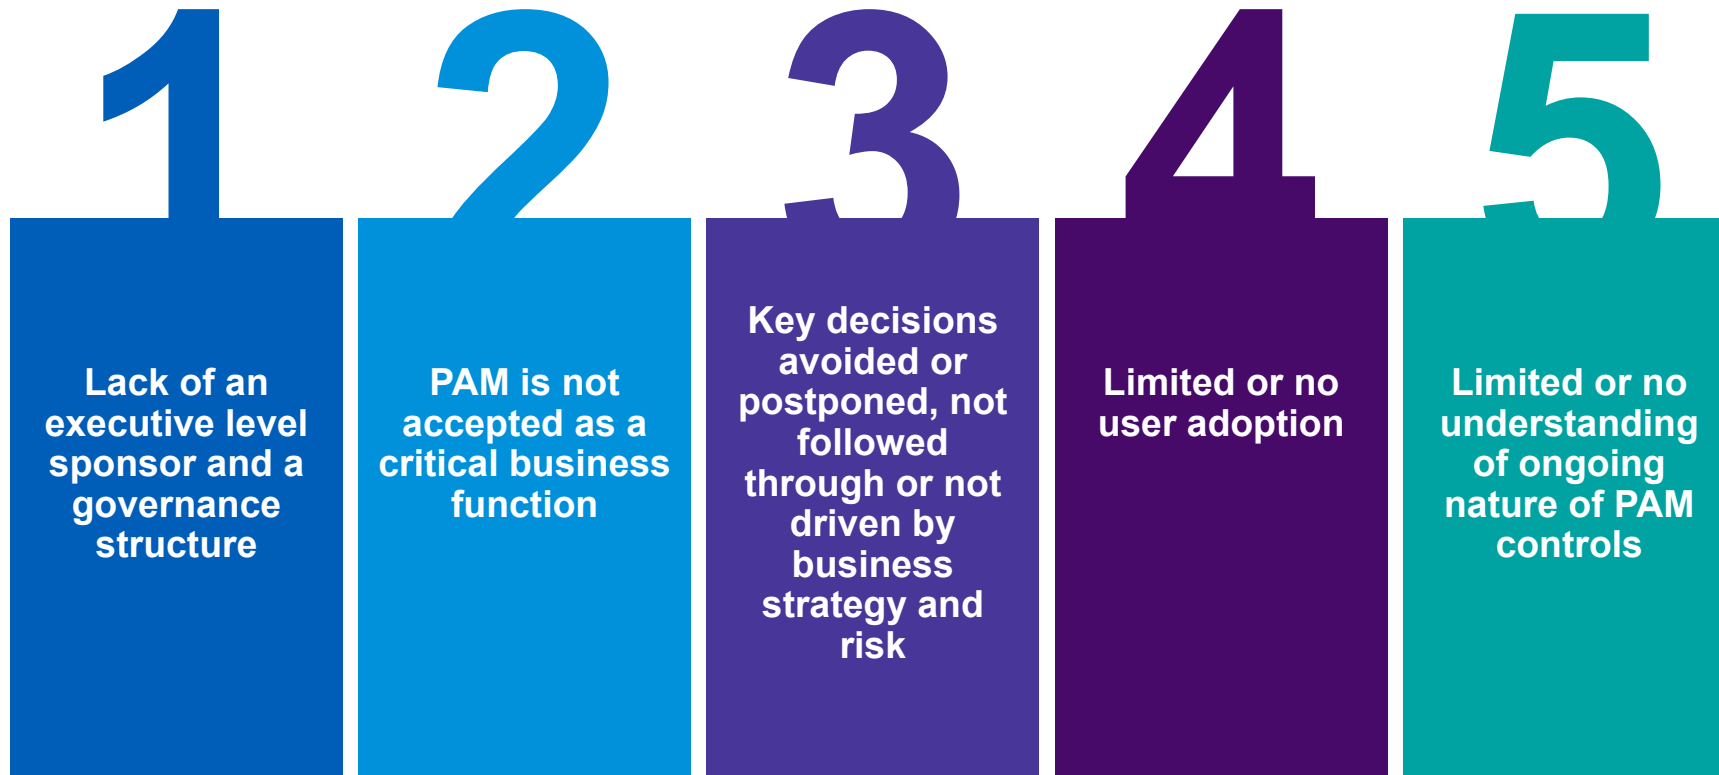 1
Lack of an
executive level
sponsor and a
governance
structure
2
PAM is not
accepted as a
critical business
function
3
Key decisions
avoided or
postponed, not
followed
through or not
driven by
business
strategy and
risk
4
Limited or no
user adoption
5
Limited or no
understanding
of ongoing
nature of PAM
controls